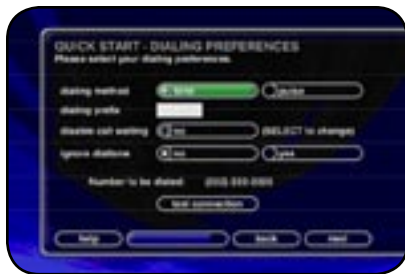 QUICK START - DIALING PREFERENCES
Please select your dialing preferences.
dialing method tone pulse
dialing prefix
disable call waiting no (SELECT to change)
ignore dialtone no yes
Number to be dialed:
test connection
help back next